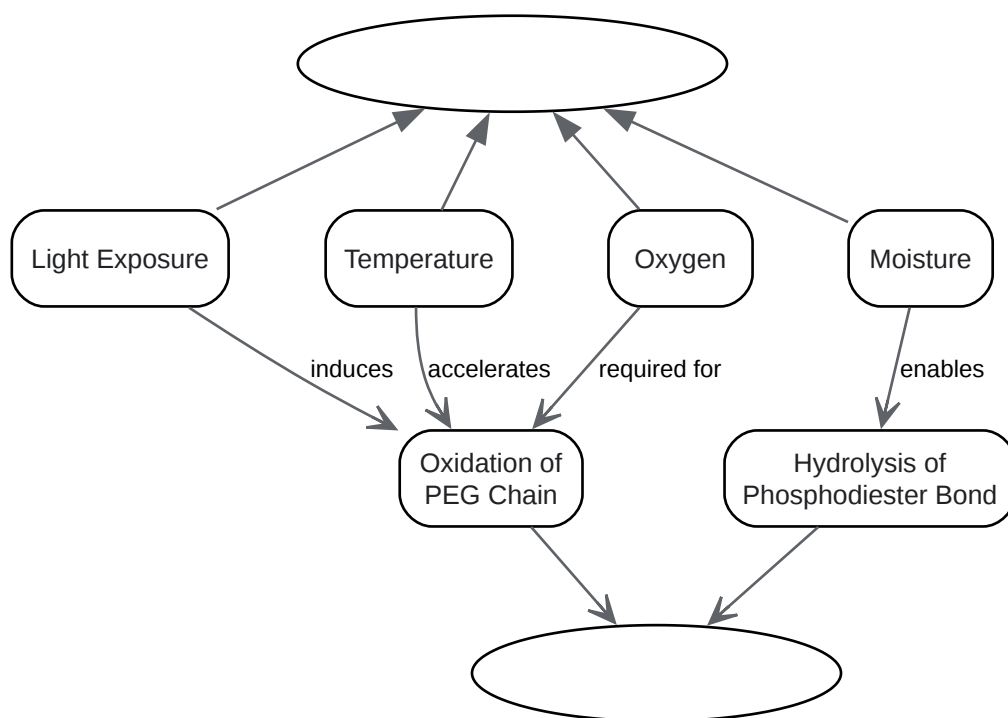 Light Exposure
Temperature
Oxygen
Moisture
induces
accelerates
required for
enables
Oxidation of
PEG Chain
Hydrolysis of
Phosphodiester Bond